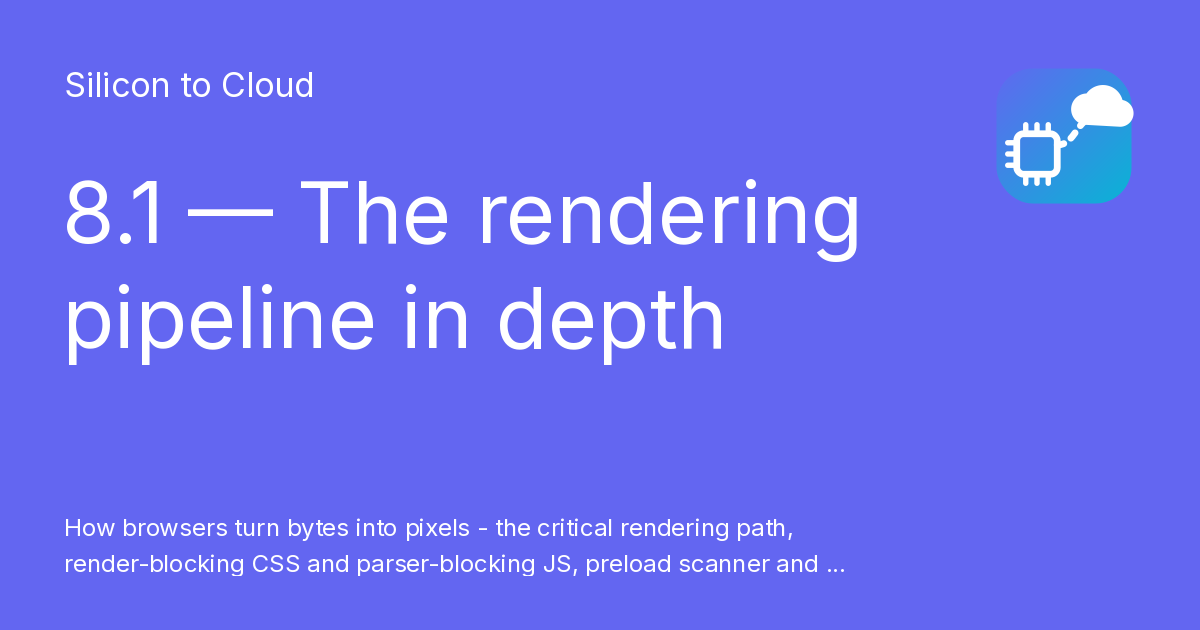 Silicon to Cloud
8.1 — The rendering
pipeline in depth
How browsers turn bytes into pixels - the critical rendering path,
render-blocking CSS and parser-blocking JS, preload scanner and ...